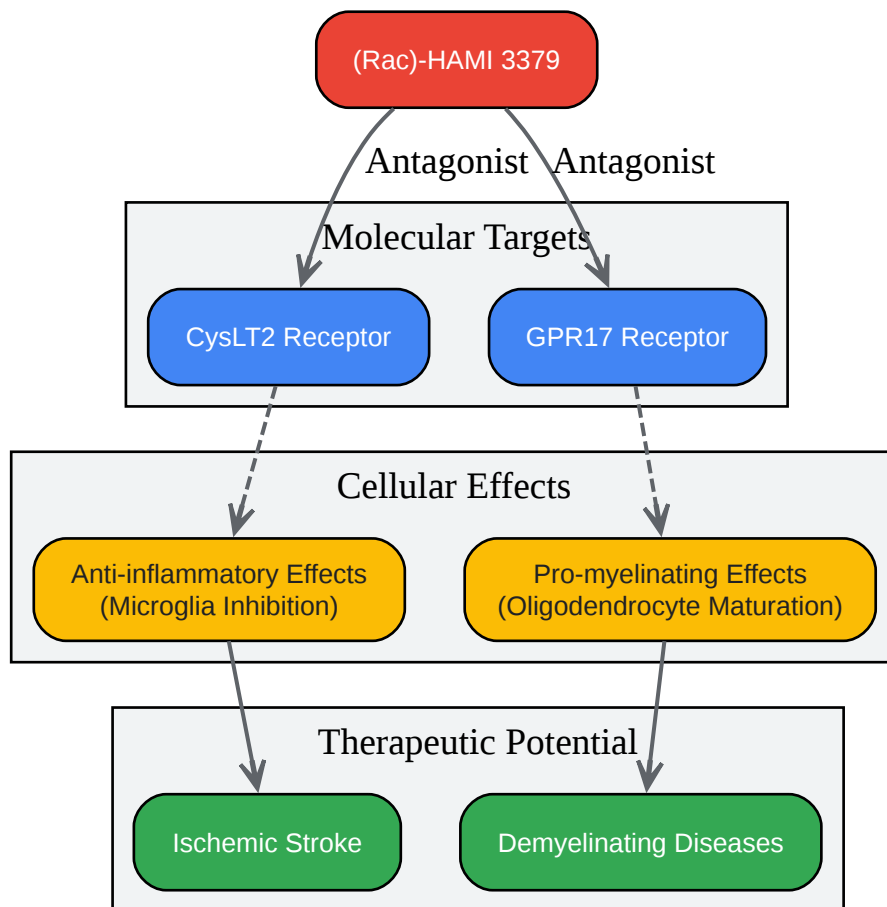 (Rac)-HAMI 3379
Antagonist
Antagonist
Molecular Targets
CysLT2 Receptor
GPR17 Receptor
Cellular Effects
Anti-inflammatory Effects
(Microglia Inhibition)
Pro-myelinating Effects
(Oligodendrocyte Maturation)
Therapeutic Potential
Ischemic Stroke
Demyelinating Diseases